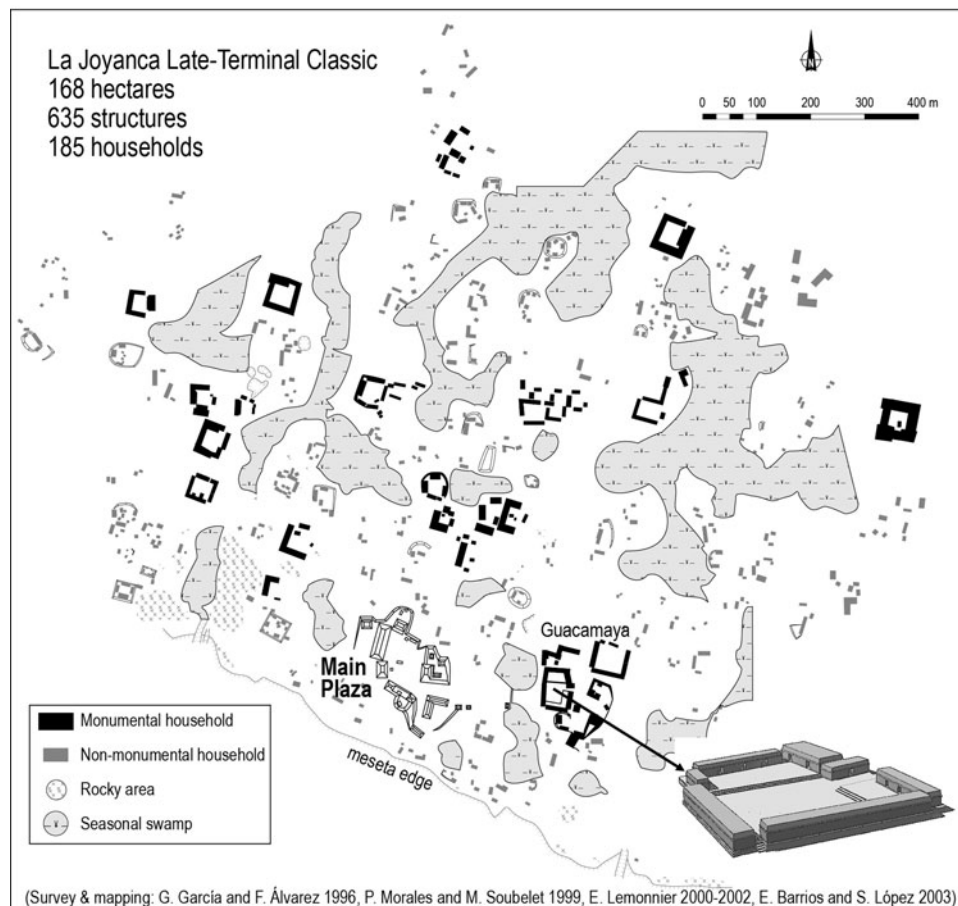 La Joyanca Late-Terminal Classic
168 hectares
635 structures
185 households
N
0 50 100 200 300 400 m
Guacamaya
Main
Plaza
meseta edge
Monumental household
Non-monumental household
Rocky area
Seasonal swamp
(Survey & mapping: G. García and F. Álvarez 1996, P. Morales and M. Soubelet 1999, E. Lemonnier 2000-2002, E. Barrios and S. López 2003)